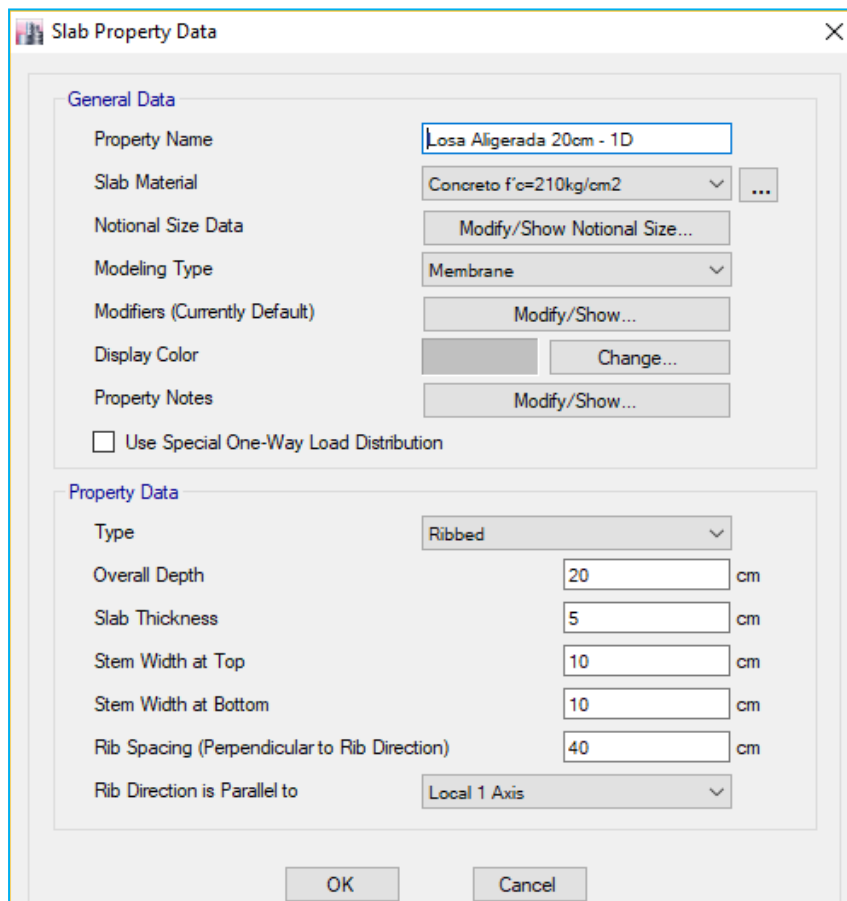 Slab Property Data
General Data
Property Name Losa Aligerada 20cm - 1D
Slab Material Concreto f'c=210kg/cm2 ...
Notional Size Data Modify/Show Notional Size...
Modeling Type Membrane
Modifiers (Currently Default) Modify/Show...
Display Color Change...
Property Notes Modify/Show...
Use Special One-Way Load Distribution
Property Data
Type Ribbed
Overall Depth 20 cm
Slab Thickness 5 cm
Stem Width at Top 10 cm
Stem Width at Bottom 10 cm
Rib Spacing (Perpendicular to Rib Direction) 40 cm
Rib Direction is Parallel to Local 1 Axis
OK Cancel